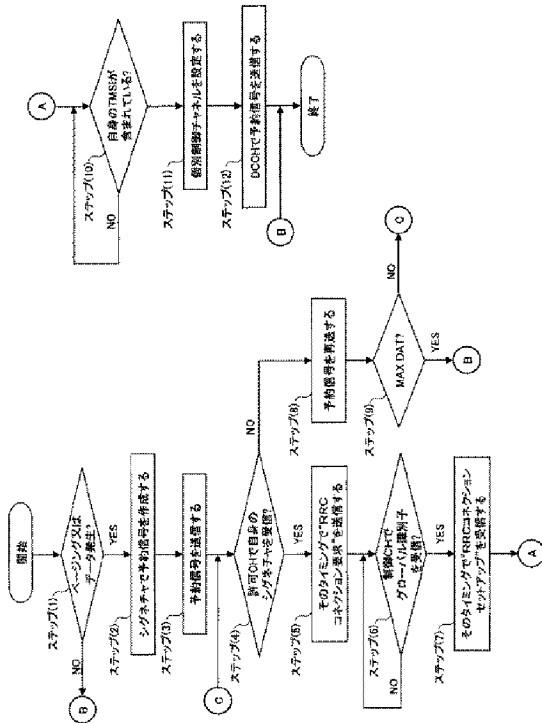 開始
ステップ(1)
ページング又は
データ発生?
NO
B
YES
ステップ(2)
シグネチャで予約信号を作成する
ステップ(3)
予約信号を送信する
C
ステップ(4)
許可CHで自身の
シグネチャを受信?
NO
YES
ステップ(5)
そのタイミングで"RRC
コネクション要求"を送信する
ステップ(6)
制御CHで
グローバル識別子
を受信?
NO
YES
ステップ(7)
そのタイミングで"RRCコネクション
セットアップ"を受信する
A
ステップ(8)
予約信号を再送する
ステップ(9)
MAX DAT?
NO
C
YES
B
A
ステップ(10)
自身のTMSIが
含まれている?
NO
ステップ(11)
個別制御チャネルを設定する
ステップ(12)
DCCHで予約信号を送信する
B
終了